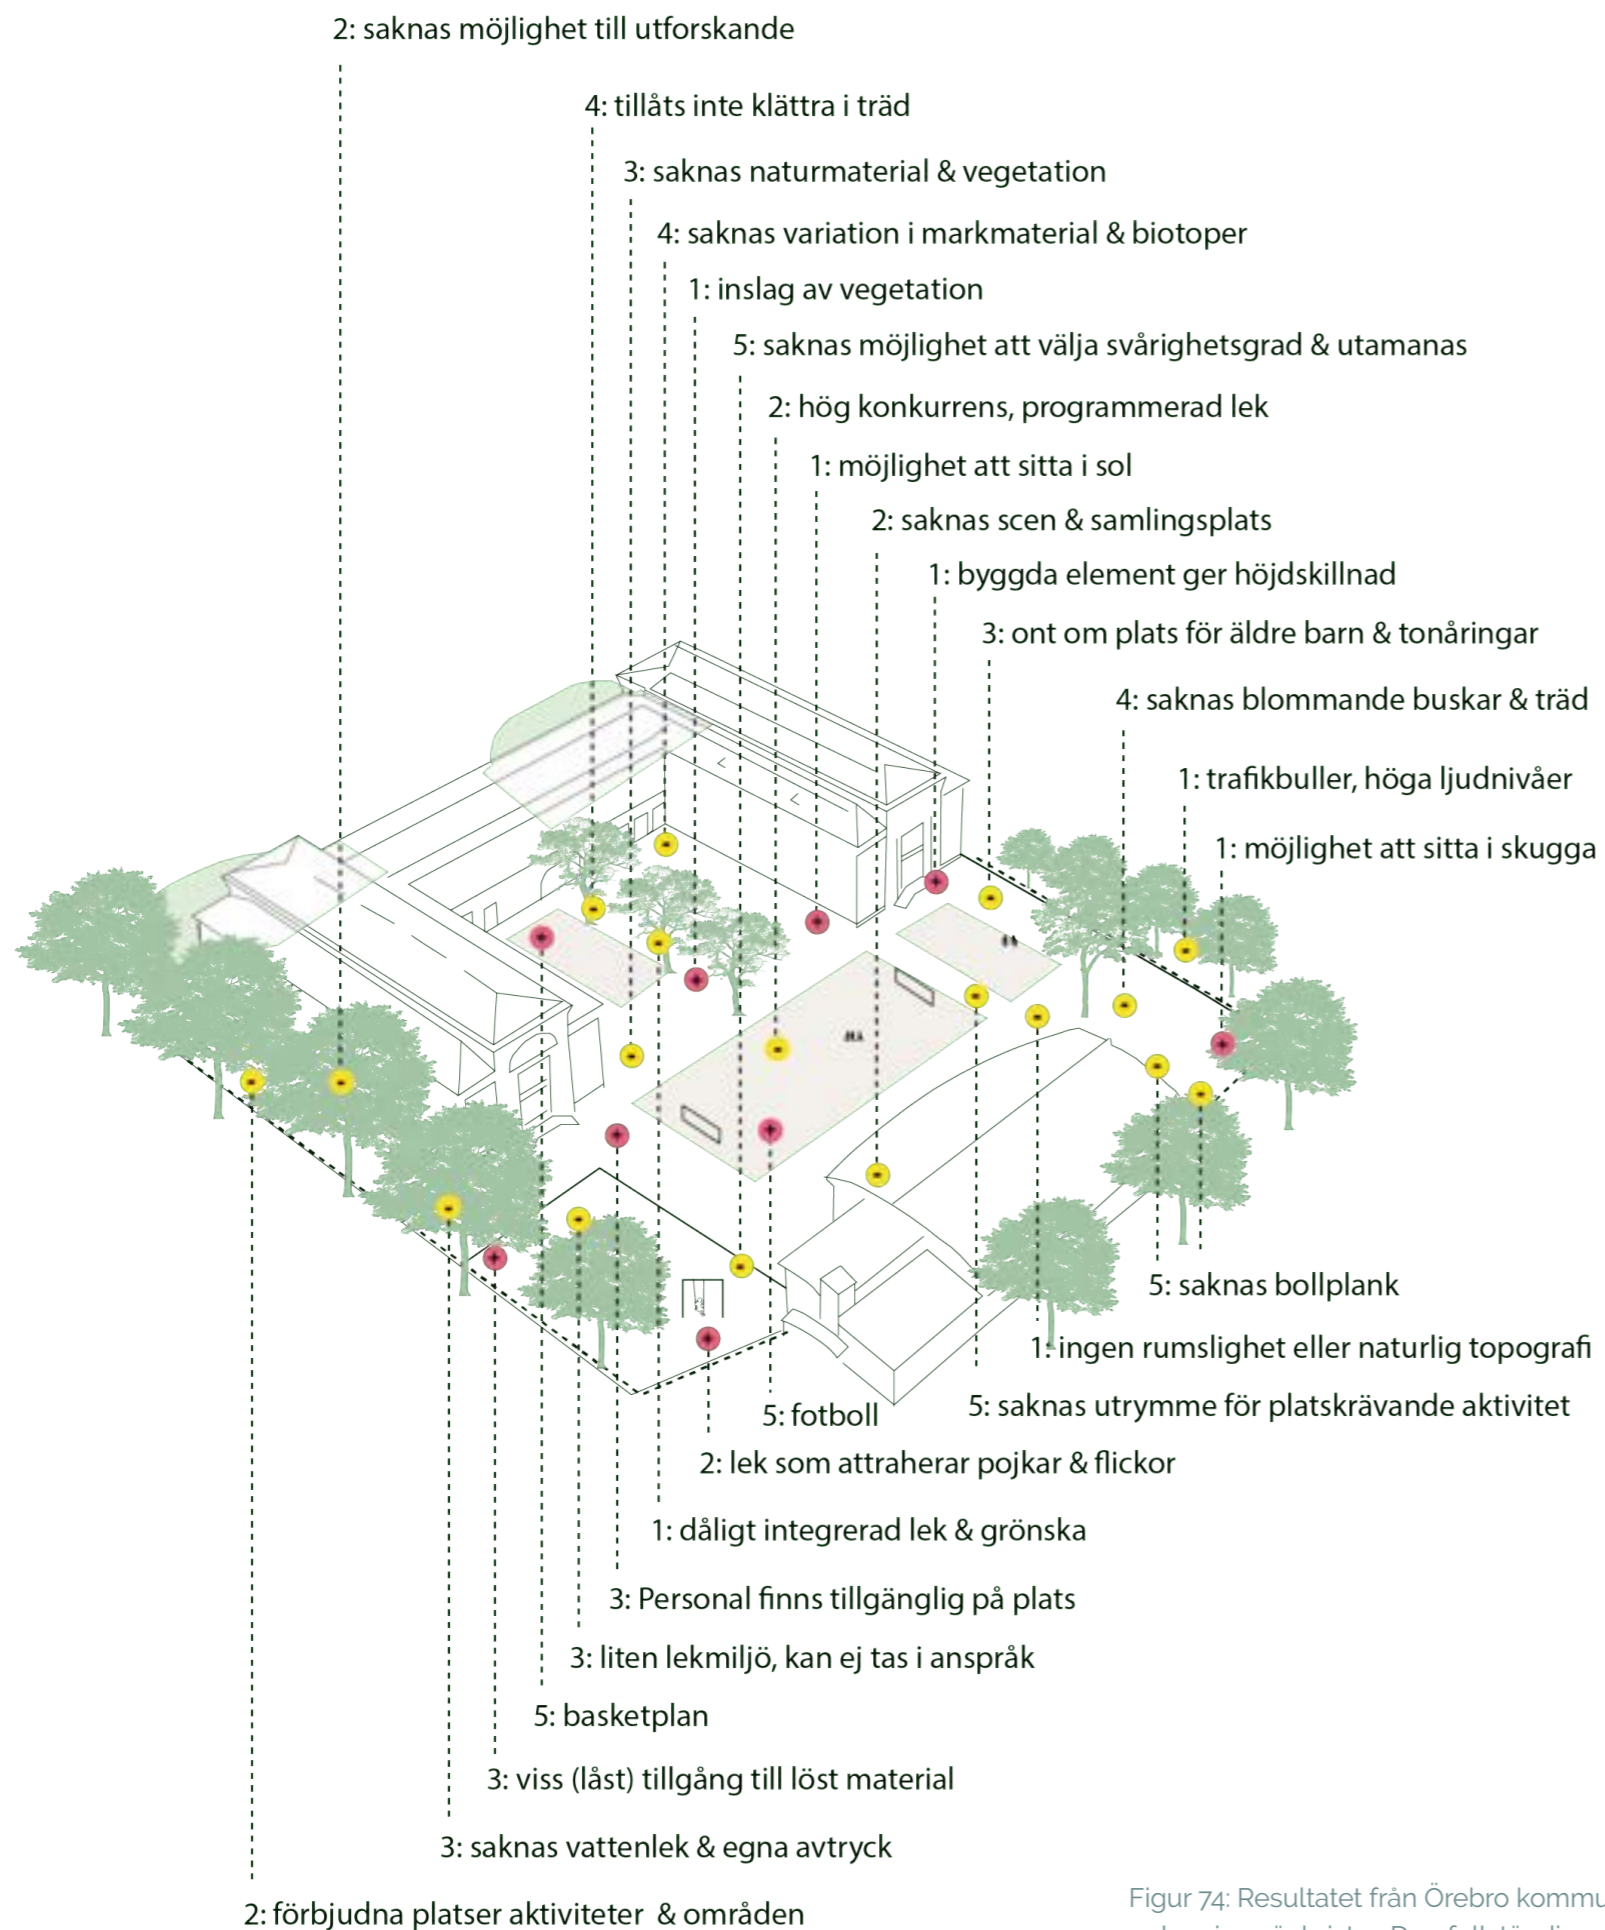 2: saknas möjlighet till utforskande
4: tillåts inte klättra i träd
3: saknas naturmaterial & vegetation
4: saknas variation i markmaterial & biotoper
1: inslag av vegetation
5: saknas möjlighet att välja svårighetsgrad & utamanas
2: hög konkurrens, programmerad lek
1: möjlighet att sitta i sol
2: saknas scen & samlingsplats
1: byggda element ger höjdskillnad
3: ont om plats för äldre barn & tonåringar
4: saknas blommande buskar & träd
1: trafikbuller, höga ljudnivåer
1: möjlighet att sitta i skugga
5: saknas bollplank
1: ingen rumslighet eller naturlig topografi
5: saknas utrymme för platskrävande aktivitet
5: fotboll
2: lek som attraherar pojkar & flickor
1: dåligt integrerad lek & grönska
3: Personal finns tillgänglig på plats
3: liten lekmiljö, kan ej tas i anspråk
5: basketplan
3: viss (låst) tillgång till löst material
3: saknas vattenlek & egna avtryck
2: förbjudna platser aktiviteter & områden
Figur 74: Resultatet från Örebro kommu